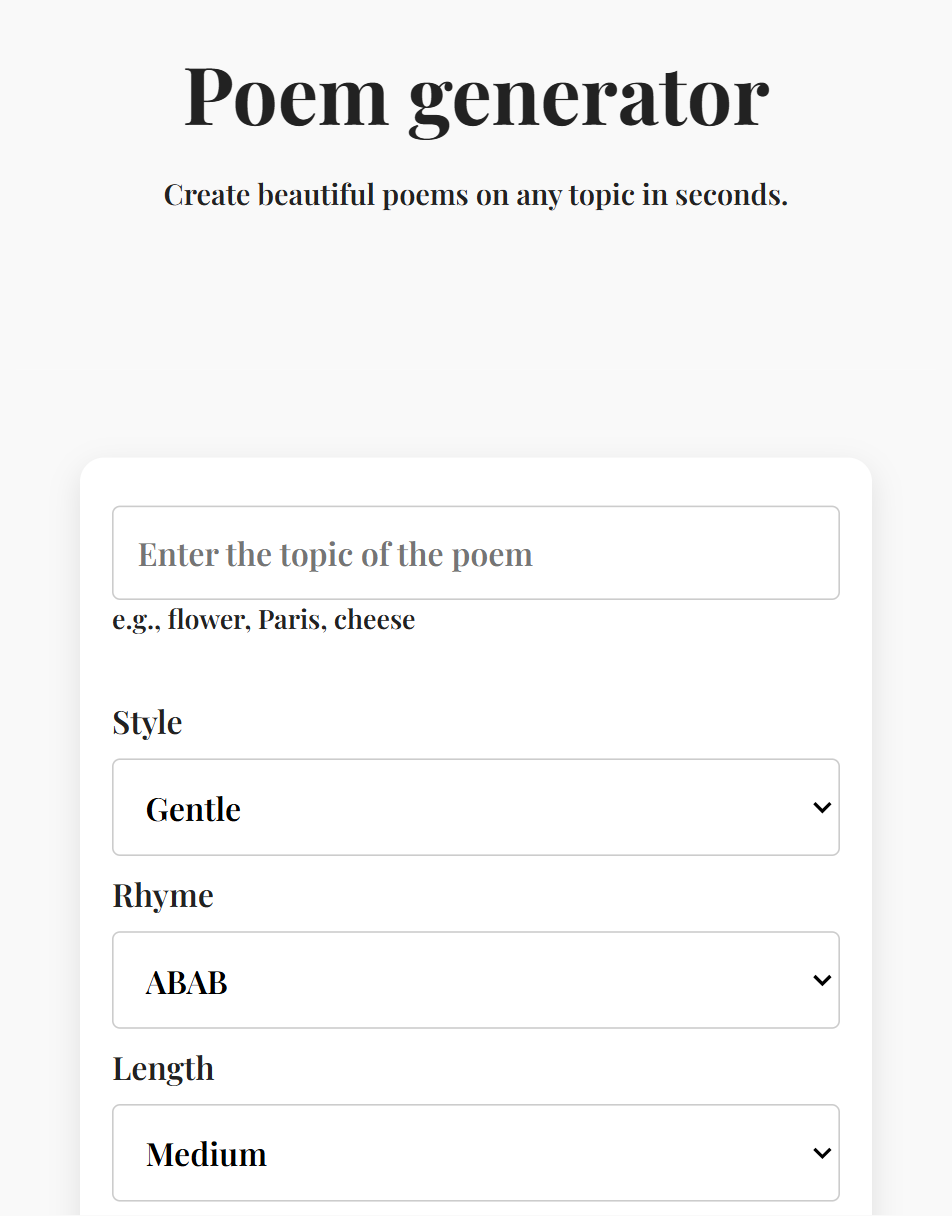 Poem generator
Create beautiful poems on any topic in seconds.
Enter the topic of the poem
e.g., flower, Paris, cheese
Style
Gentle
Rhyme
ABAB
Length
Medium